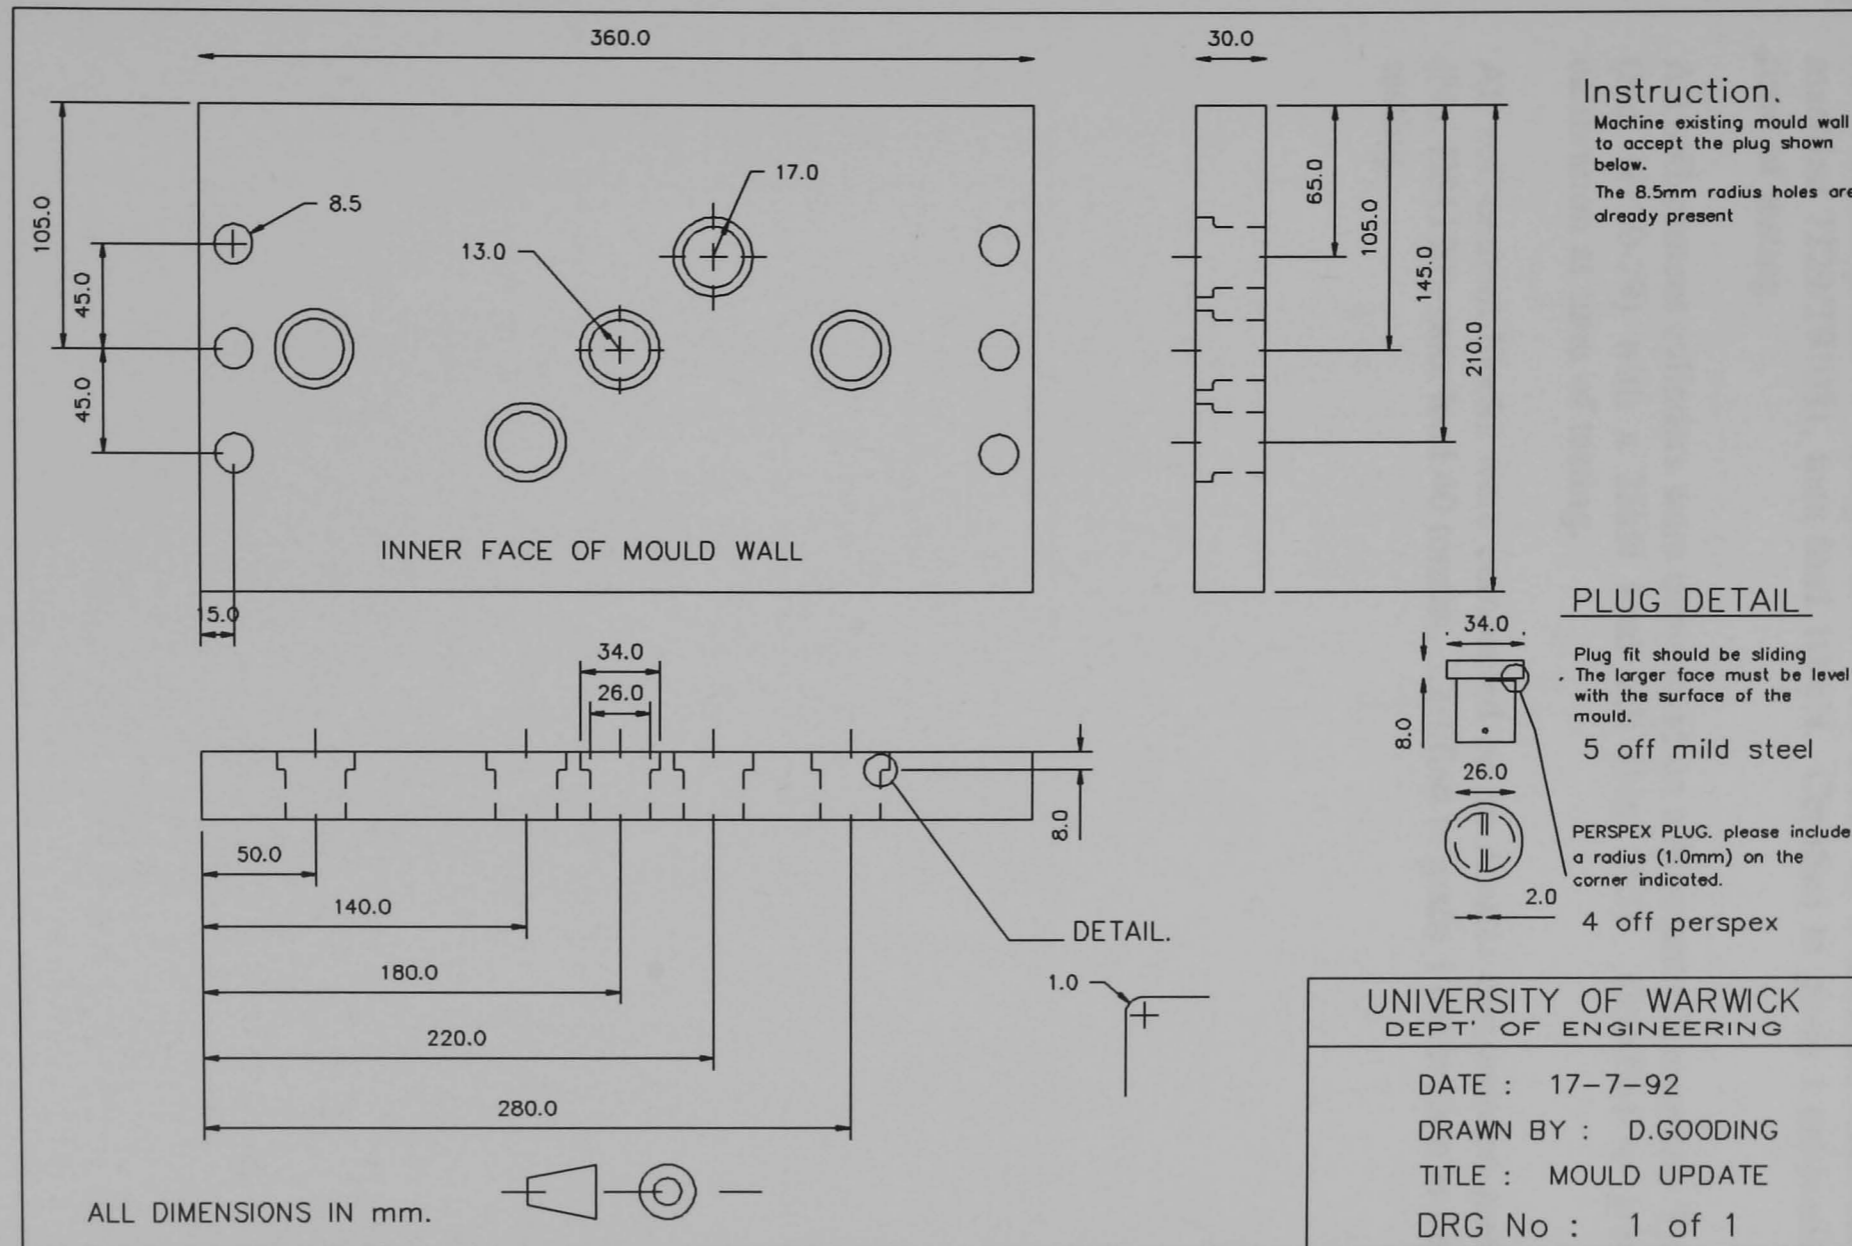 360.0
30.0
Instruction.
Machine existing mould wall
to accept the plug shown
below.
The 8.5mm radius holes are
already present
105.0
45.0
45.0
8.5
17.0
13.0
65.0
105.0
145.0
210.0
INNER FACE OF MOULD WALL
15.0
34.0
26.0
8.0
50.0
140.0
180.0
220.0
280.0
DETAIL.
1.0
PLUG DETAIL
34.0
8.0
Plug fit should be sliding
. The larger face must be level
with the surface of the
mould.
5 off mild steel
26.0
PERSPEX PLUG. please include
a radius (1.0mm) on the
corner indicated.
2.0
4 off perspex
UNIVERSITY OF WARWICK
DEPT' OF ENGINEERING
DATE : 17-7-92
DRAWN BY : D.GOODING
TITLE : MOULD UPDATE
DRG No : 1 of 1
ALL DIMENSIONS IN mm.